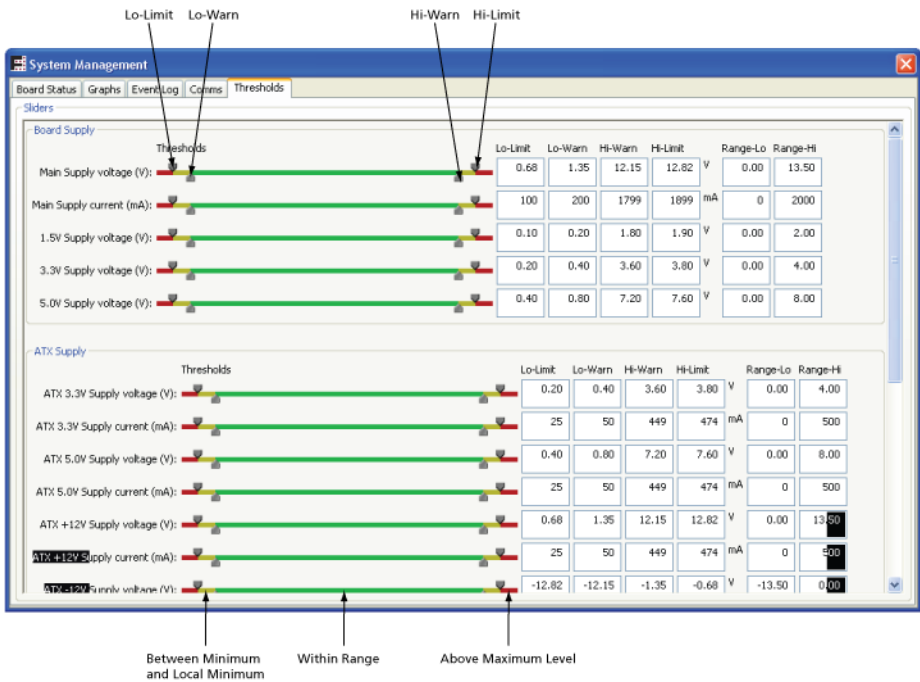 Lo-Limit Lo-Warn Hi-Warn Hi-Limit
System Management
Board Status Graphs Event Log Comms Thresholds
Sliders
Board Supply
Thresholds Lo-Limit Lo-Warn Hi-Warn Hi-Limit Range-Lo Range-Hi
Main Supply voltage (V): 0.68 1.35 12.15 12.82 V 0.00 13.50
Main Supply current (mA): 100 200 1799 1899 mA 0 2000
1.5V Supply voltage (V): 0.10 0.20 1.80 1.90 V 0.00 2.00
3.3V Supply voltage (V): 0.20 0.40 3.60 3.80 V 0.00 4.00
5.0V Supply voltage (V): 0.40 0.80 7.20 7.60 V 0.00 8.00
ATX Supply
Thresholds Lo-Limit Lo-Warn Hi-Warn Hi-Limit Range-Lo Range-Hi
ATX 3.3V Supply voltage (V): 0.20 0.40 3.60 3.80 V 0.00 4.00
ATX 3.3V Supply current (mA): 25 50 449 474 mA 0 500
ATX 5.0V Supply voltage (V): 0.40 0.80 7.20 7.60 V 0.00 8.00
ATX 5.0V Supply current (mA): 25 50 449 474 mA 0 500
ATX +12V Supply voltage (V): 0.68 1.35 12.15 12.82 V 0.00 13.50
ATX +12V Supply current (mA): 25 50 449 474 mA 0 500
ATX -12V Supply voltage (V): -12.82 -12.15 -1.35 -0.68 V -13.50 0.00
Between Minimum and Local Minimum
Within Range
Above Maximum Level